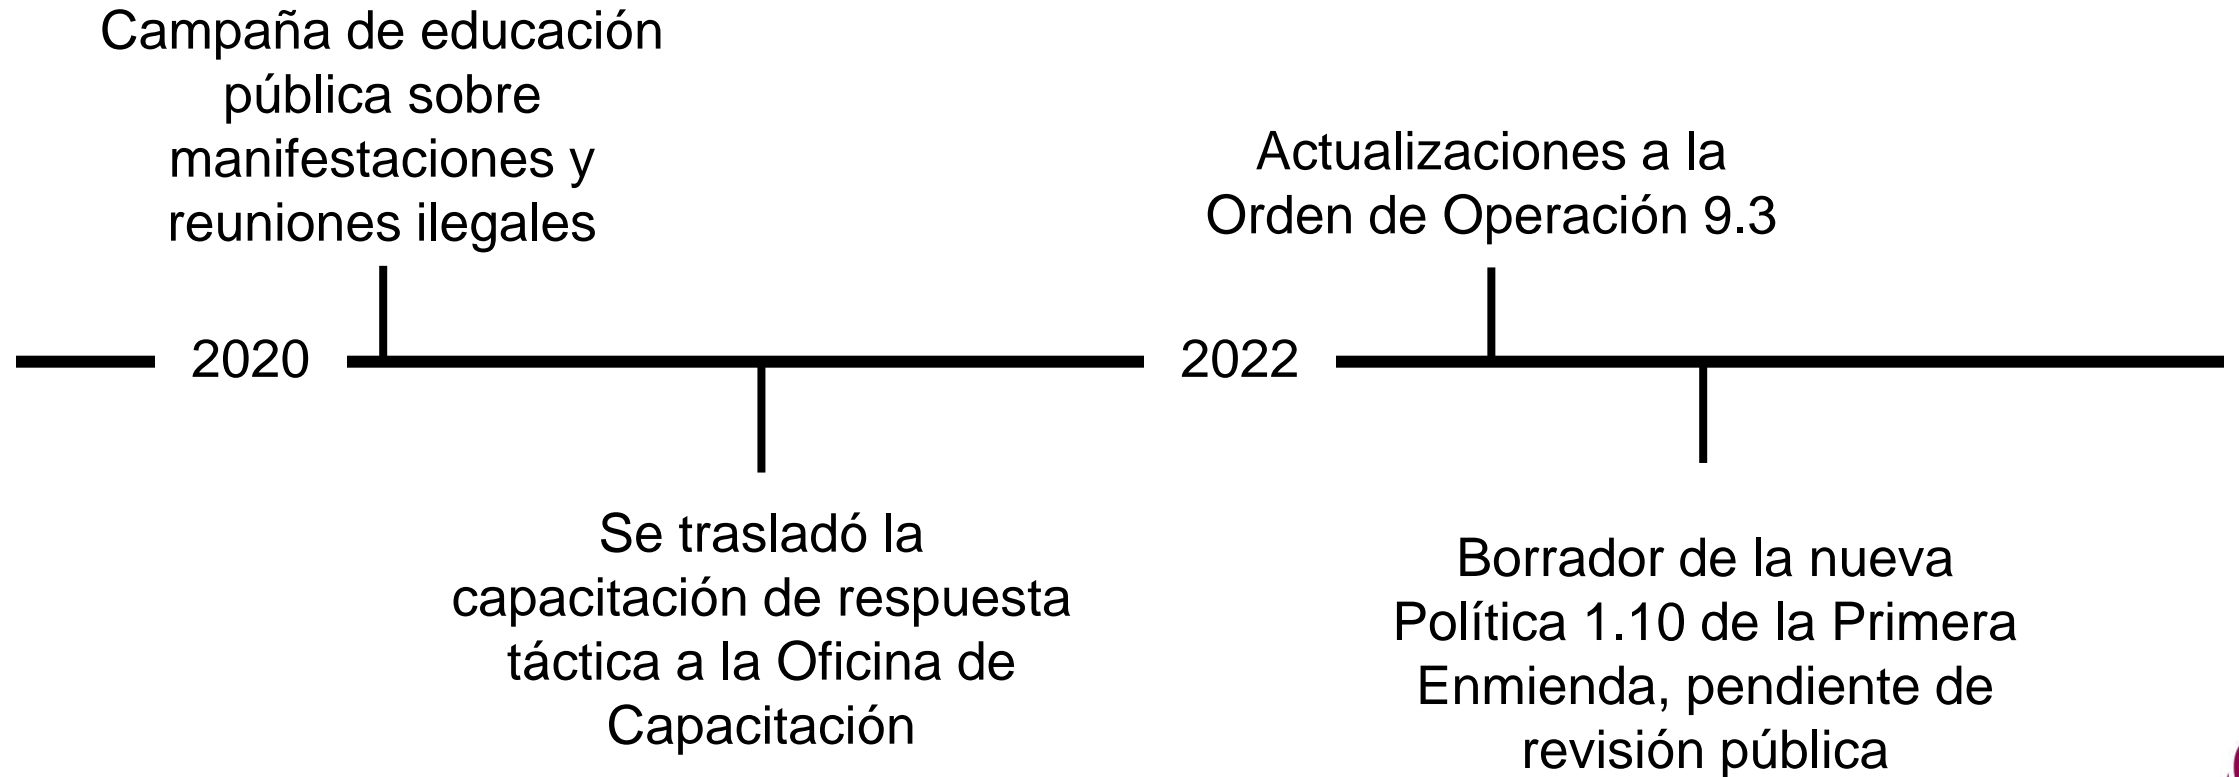 Campaña de educación
pública sobre
manifestaciones y
reuniones ilegales
Actualizaciones a la
Orden de Operación 9.3
2020
2022
Se trasladó la
capacitación de respuesta
táctica a la Oficina de
Capacitación
Borrador de la nueva
Política 1.10 de la Primera
Enmienda, pendiente de
revisión pública